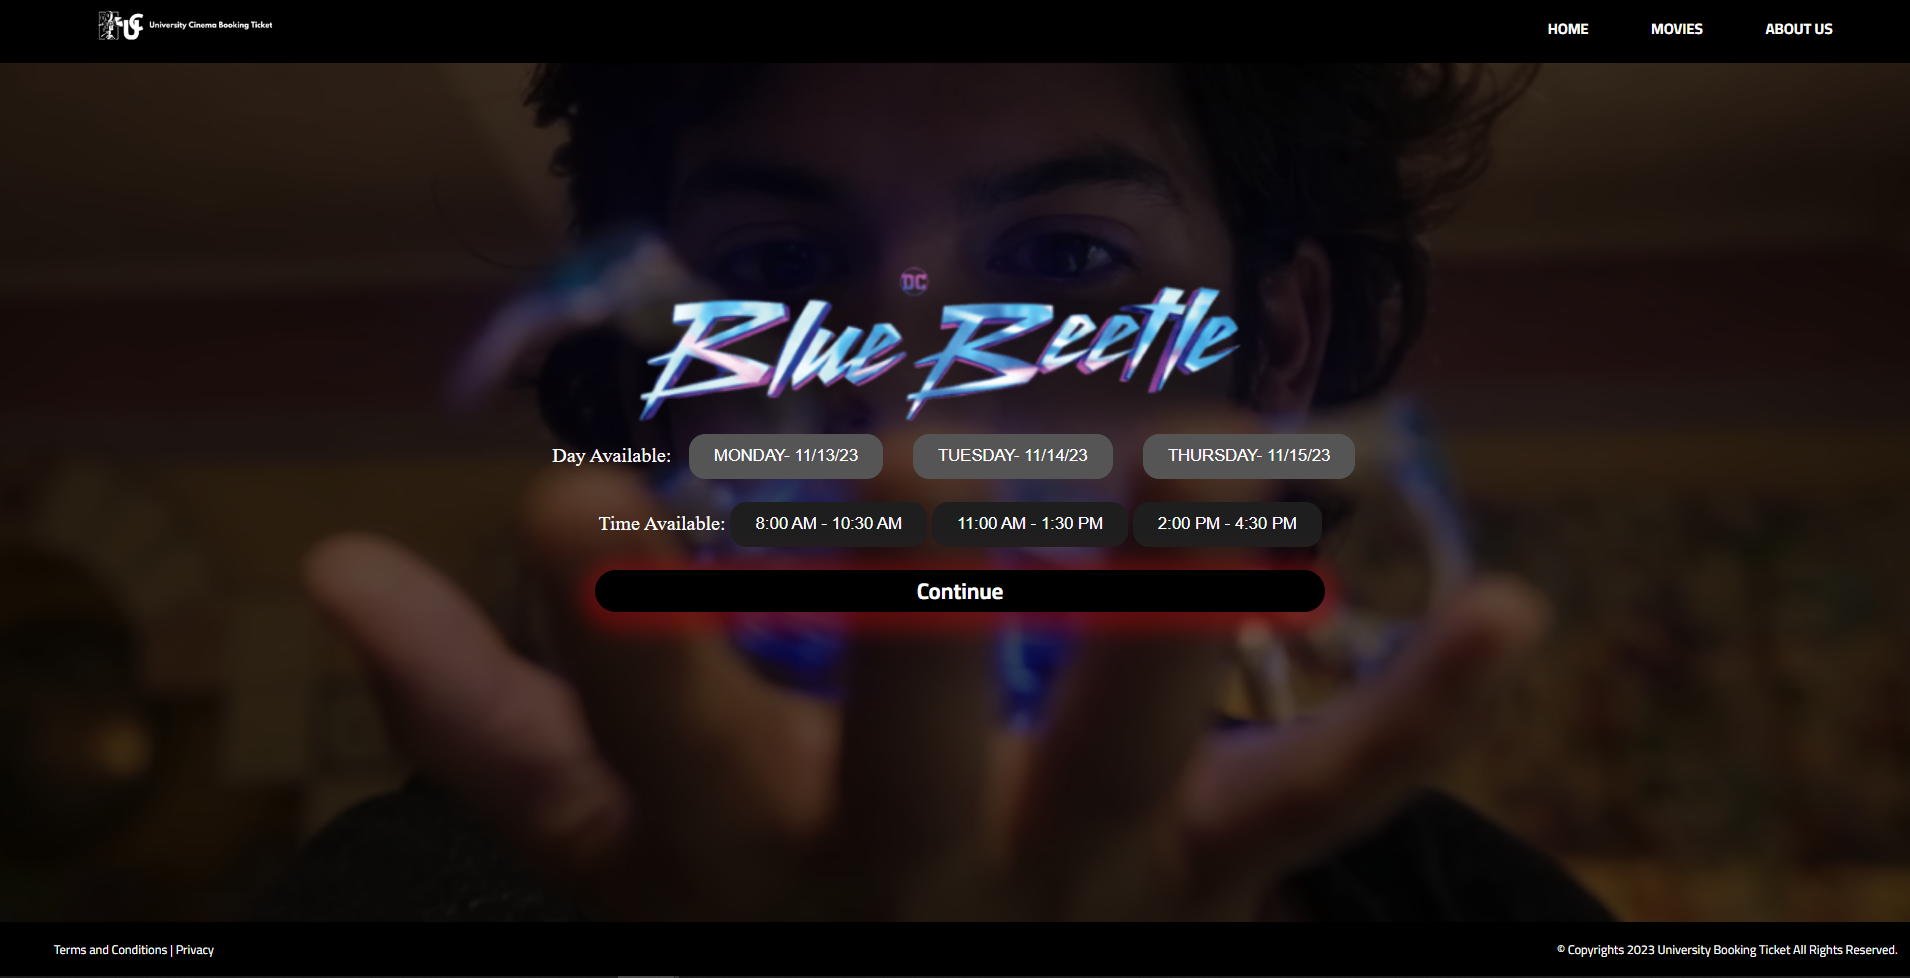 University Cinema Booking Ticket
HOME MOVIES ABOUT US
DC
Blue Beetle
Day Available: MONDAY- 11/13/23 TUESDAY- 11/14/23 THURSDAY- 11/15/23
Time Available: 8:00 AM - 10:30 AM 11:00 AM - 1:30 PM 2:00 PM - 4:30 PM
Continue
Terms and Conditions | Privacy
© Copyrights 2023 University Booking Ticket All Rights Reserved.